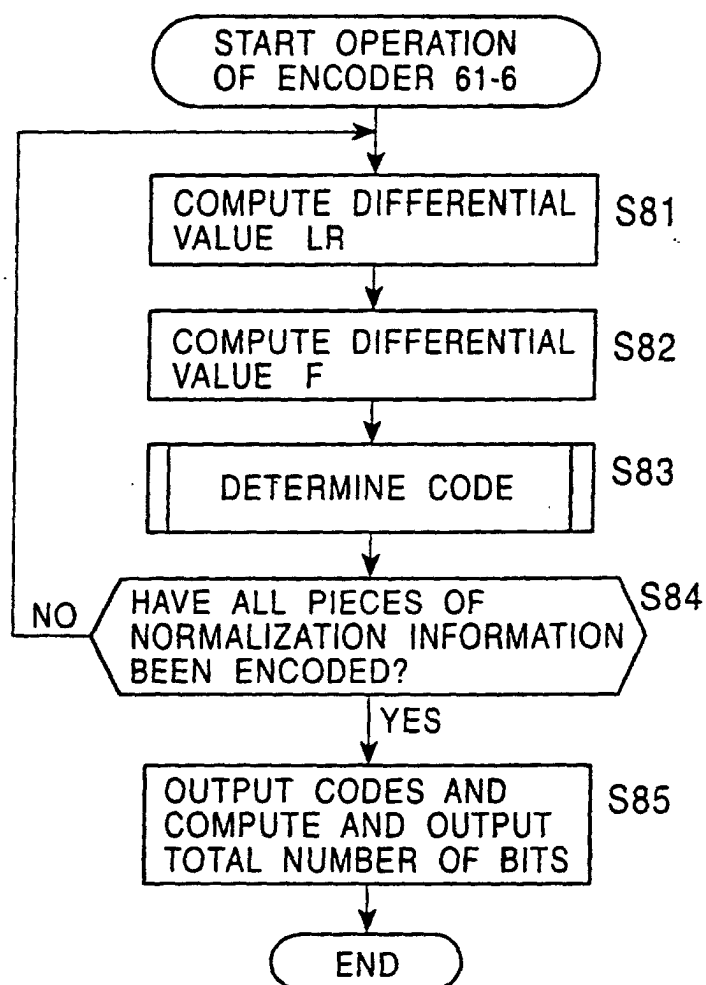 START OPERATION
OF ENCODER 61-6
COMPUTE DIFFERENTIAL
VALUE LR
S81
COMPUTE DIFFERENTIAL
VALUE F
S82
DETERMINE CODE
S83
HAVE ALL PIECES OF
NORMALIZATION INFORMATION
BEEN ENCODED?
S84
NO
YES
OUTPUT CODES AND
COMPUTE AND OUTPUT
TOTAL NUMBER OF BITS
S85
END